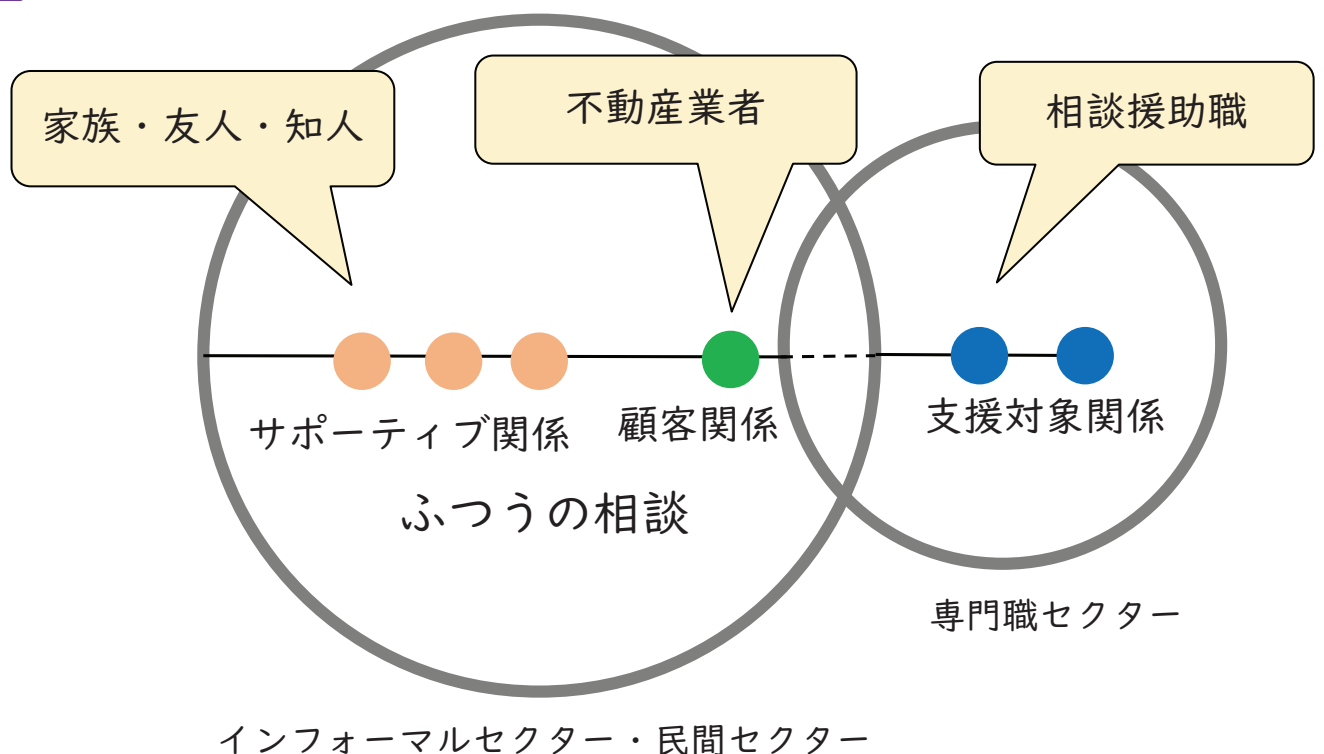 家族・友人・知人
不動産業者
相談援助職
サポーティブ関係
顧客関係
支援対象関係
ふつうの相談
専門職セクター
インフォーマルセクター・民間セクター